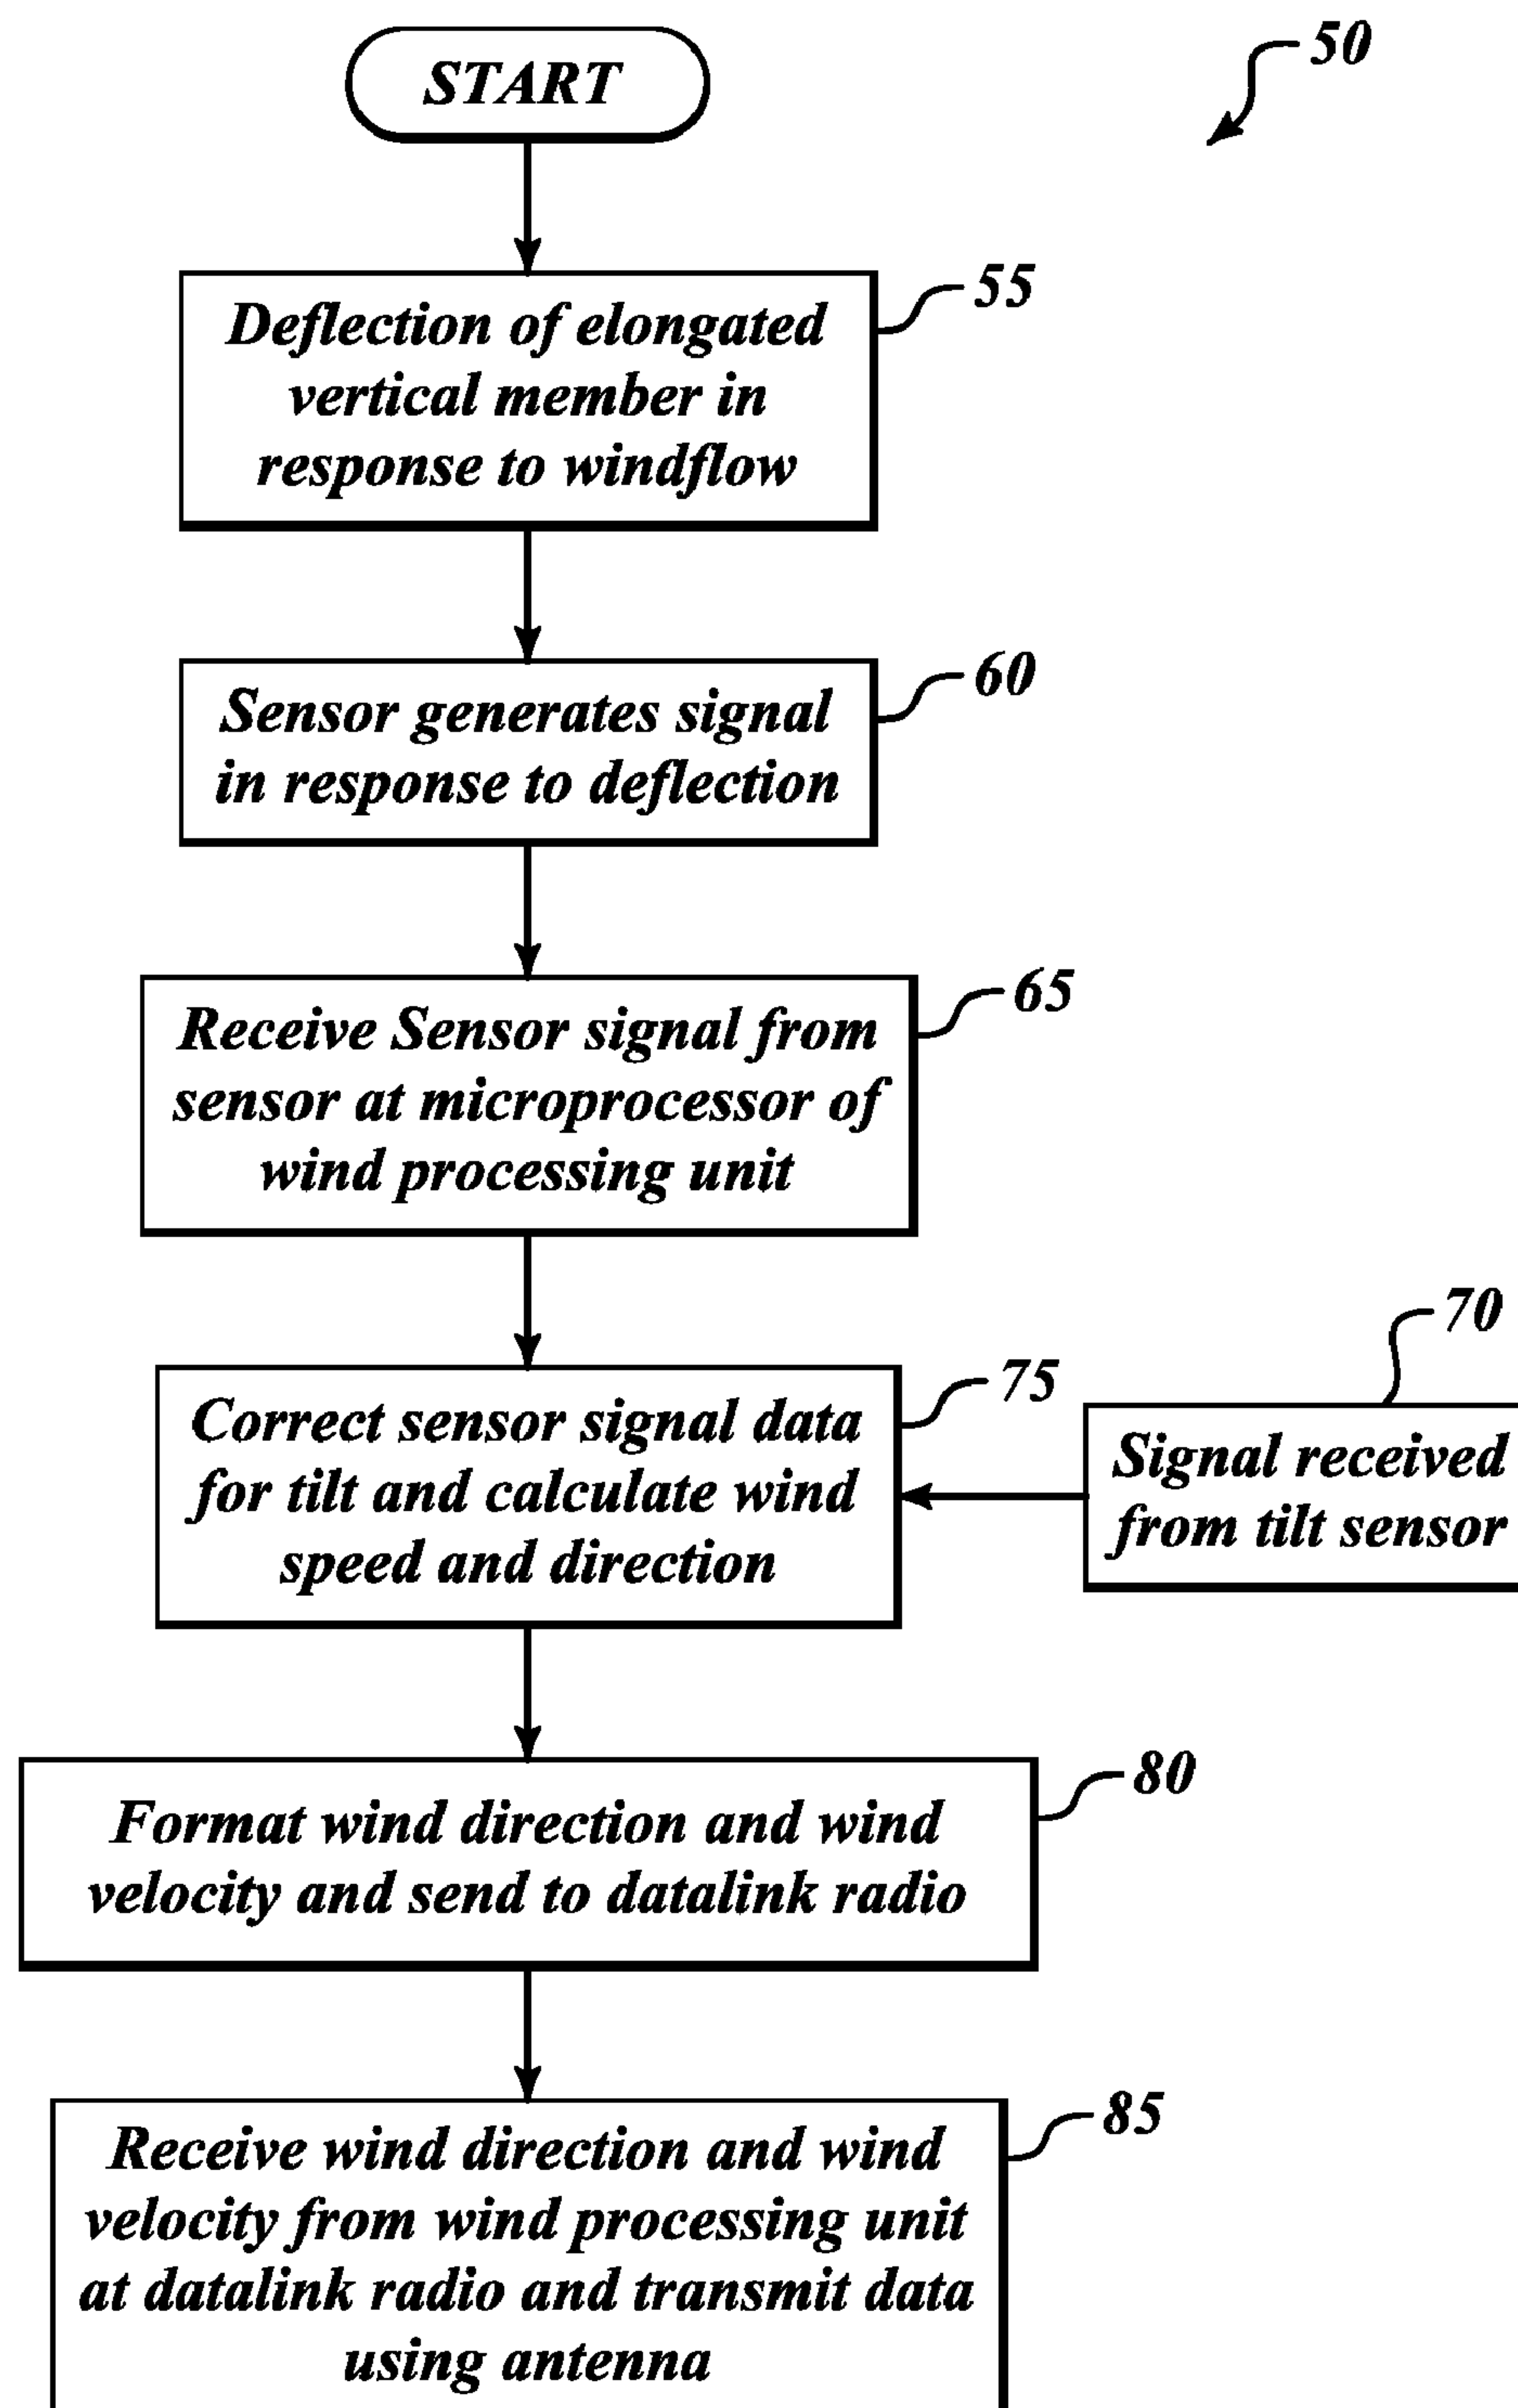 START
50
Deflection of elongated
vertical member in
response to windflow
55
Sensor generates signal
in response to deflection
60
Receive Sensor signal from
sensor at microprocessor of
wind processing unit
65
Correct sensor signal data
for tilt and calculate wind
speed and direction
75
Signal received
from tilt sensor
70
Format wind direction and wind
velocity and send to datalink radio
80
Receive wind direction and wind
velocity from wind processing unit
at datalink radio and transmit data
using antenna
85